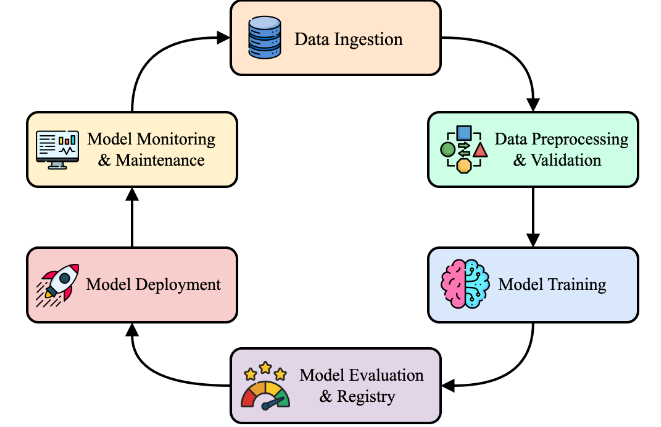 Data Ingestion
Data Preprocessing
& Validation
Model Training
Model Evaluation
& Registry
Model Deployment
Model Monitoring
& Maintenance